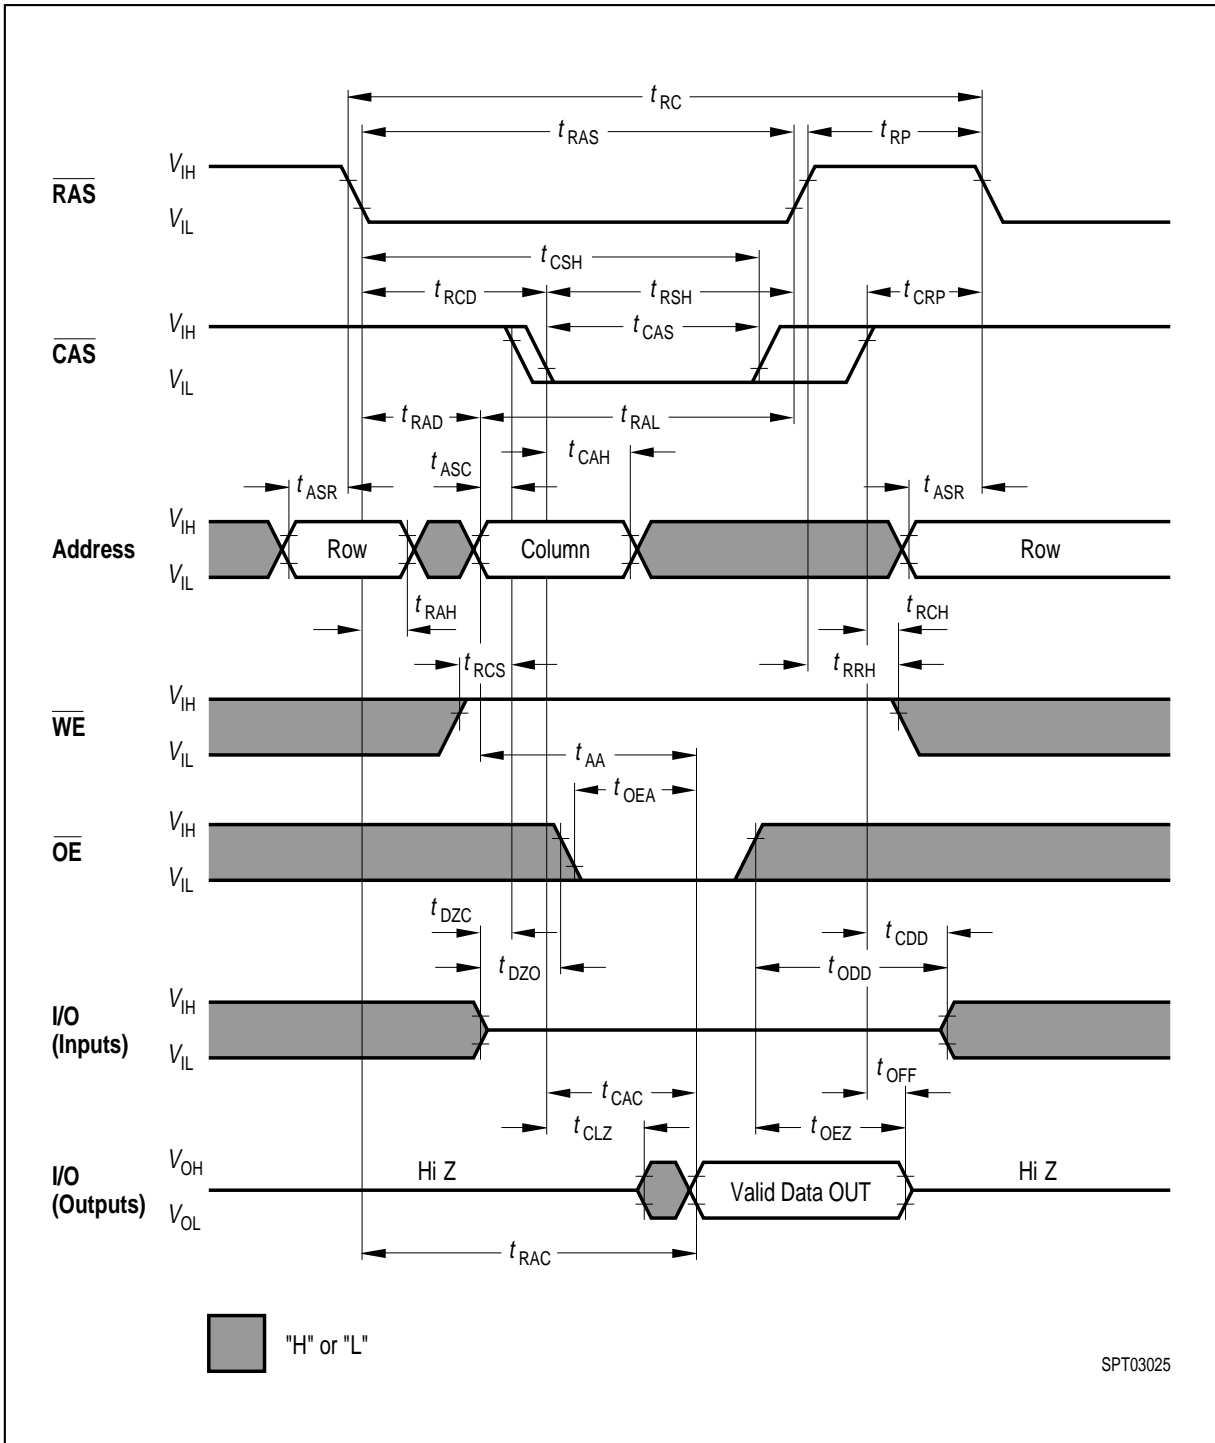 tRC
tRAS
tRP
RAS
VIH
VIL
tCSH
tRCD
tRSH
tCRP
CAS
VIH
VIL
tCAS
tRAD
tRAL
tASC
tCAH
tASR
tASR
Address
VIH
VIL
Row
Column
Row
tRAH
tRCH
tRCS
tRRH
WE
VIH
VIL
tAA
tOEA
OE
VIH
VIL
tDZC
tCDD
tDZO
tODD
I/O
(Inputs)
VIH
VIL
tOFF
tCAC
tCLZ
tOEZ
I/O
(Outputs)
VOH
VOL
Hi Z
Valid Data OUT
Hi Z
tRAC
"H" or "L"
SPT03025